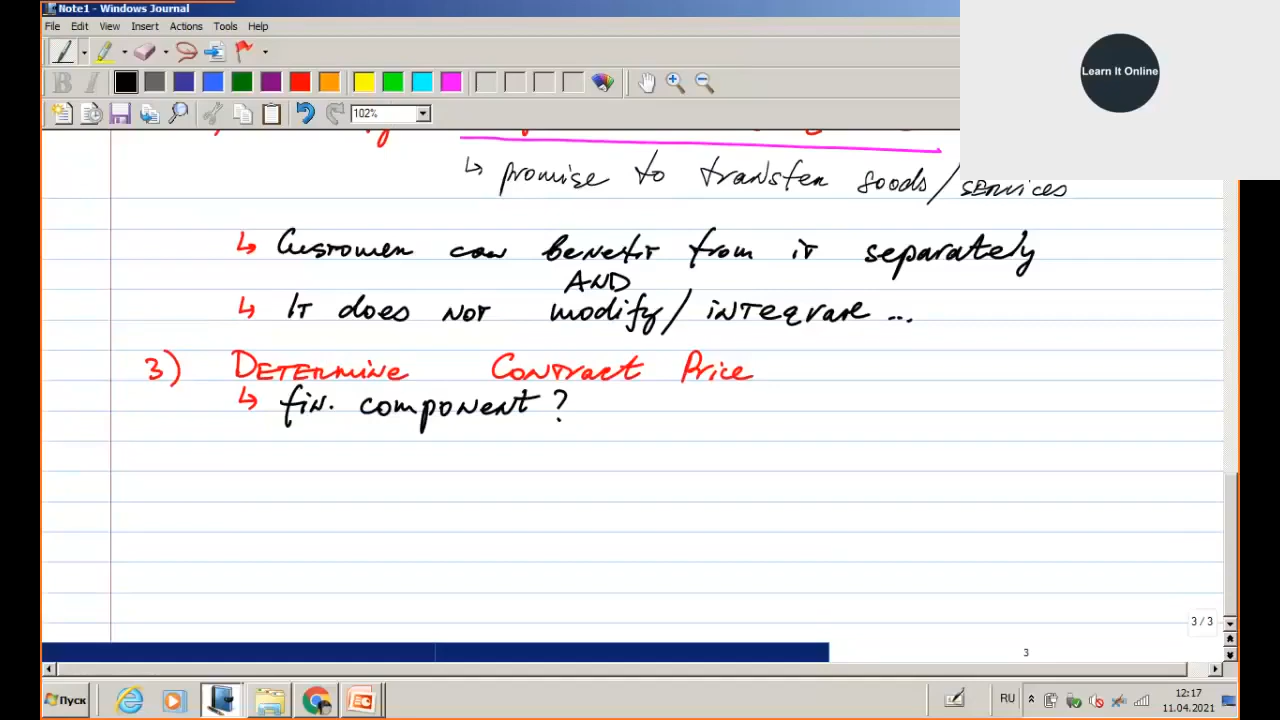 Note1 - Windows Journal
File Edit View Insert Actions Tools Help
Learn It Online
B I
102%
↳ promise to transfer goods/services
↳ Customer can benefit from it separately
AND
↳ It does not modify/integrate ...
3) Determine Contract Price
↳ fin. component?
3 / 3
3
Пуск
RU
12:17
11.04.2021